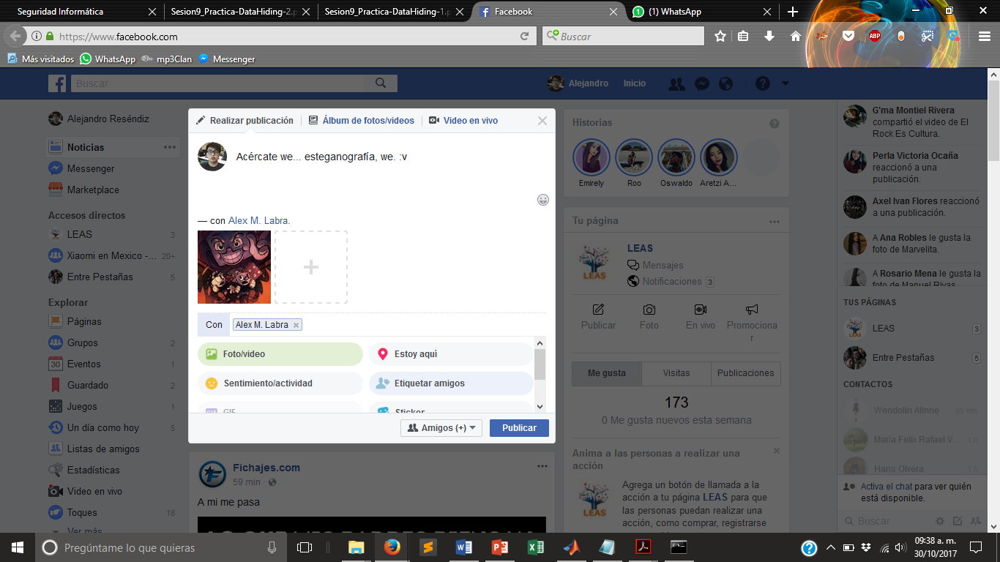 Seguridad Informática
Sesion9_Practica-DataHiding-2.p
Sesion9_Practica-DataHiding-1.p
Facebook
(1) WhatsApp
https://www.facebook.com
Buscar
ABP
Más visitados
WhatsApp
mp3Clan
Messenger
Buscar
Alejandro
Inicio
Alejandro Reséndiz
Noticias
Messenger
Marketplace
Accesos directos
LEAS 3
Xiaomi en Mexico -... 20+
Entre Pestañas 5
Explorar
Páginas
Grupos 2
Eventos 1
Guardado 2
Juegos 1
Un día como hoy 5
Listas de amigos
Estadísticas
Video en vivo
Toques 18
Ver más
Realizar publicación
Álbum de fotos/videos
Video en vivo
Acércate we... esteganografía, we. :v
— con Alex M. Labra.
Con
Alex M. Labra
Foto/video
Estoy aquí
Sentimiento/actividad
Etiquetar amigos
GIF
Sticker
Amigos (+)
Publicar
Fichajes.com
59 min
A mi me pasa
Historias
Emirely
Roo
Oswaldo
Aretzi A...
Tu página
LEAS
LEAS
Mensajes
Notificaciones 3
Publicar
Foto
En vivo
Promociona
r
Me gusta
Visitas
Publicaciones
173
0 Me gusta nuevos esta semana
Anima a las personas a realizar una
acción
LEAS
Agrega un botón de llamada a la
acción a tu página LEAS para que
las personas puedan realizar una
acción, como comprar, registrarse
G'ma Montiel Rivera
compartió el video de El
Rock Es Cultura.
Perla Victoria Ocaña
reaccionó a una
publicación.
Axel Ivan Flores reaccionó
a una publicación.
A Ana Robles le gusta la
foto de Marvelita.
A Rosario Mena le gusta la
foto de Manuel Rivas
TUS PÁGINAS
LEAS 3
Entre Pestañas 5
CONTACTOS
Wendolin Alinne 35 min
María Felix Rafael V... 1 h
Hans Olvera 1 h
Activa el chat para ver quién
está disponible.
Buscar
Pregúntame lo que quieras
09:38 a. m.
30/10/2017